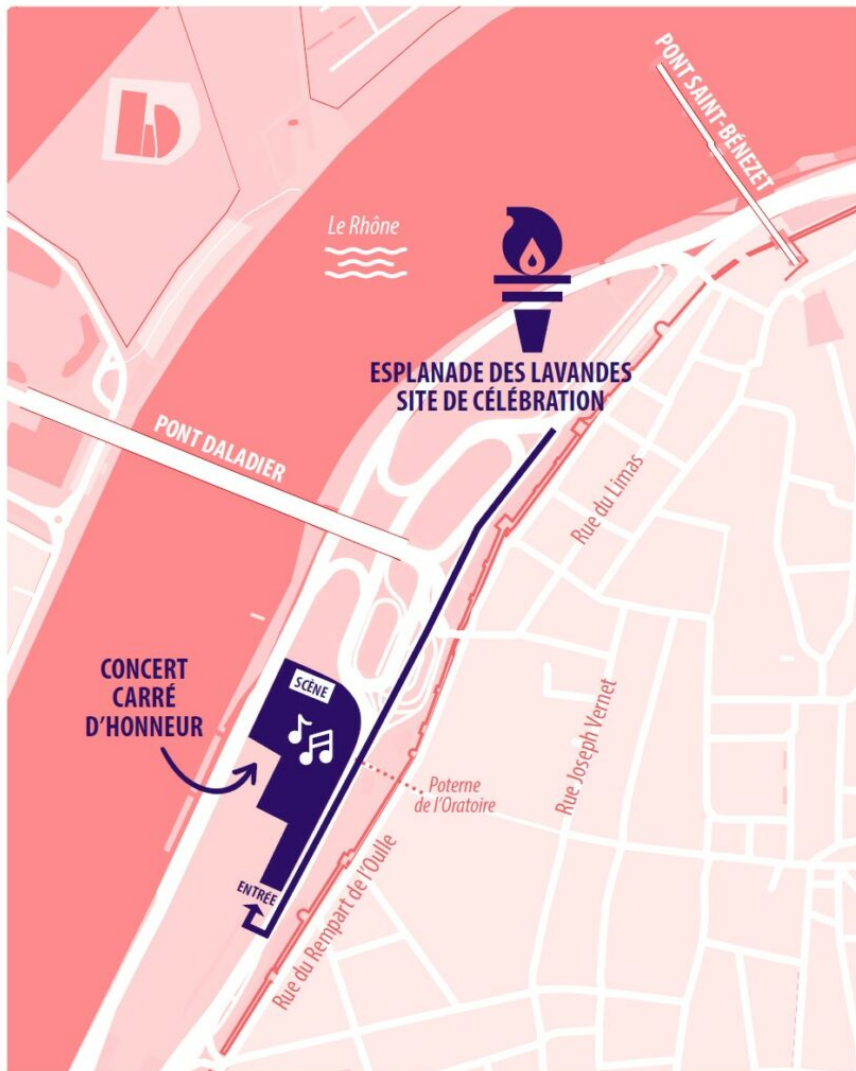 PONT SAINT-BÉNEZET
Le Rhône
ESPLANADE DES LAVANDES
SITE DE CÉLÉBRATION
PONT DALADIER
Rue du Limas
CONCERT
CARRÉ
D'HONNEUR
SCÈNE
Rue Joseph Vernet
Poterne
de l'Oratoire
ENTRÉE
Rue du Rempart de l'Oulle